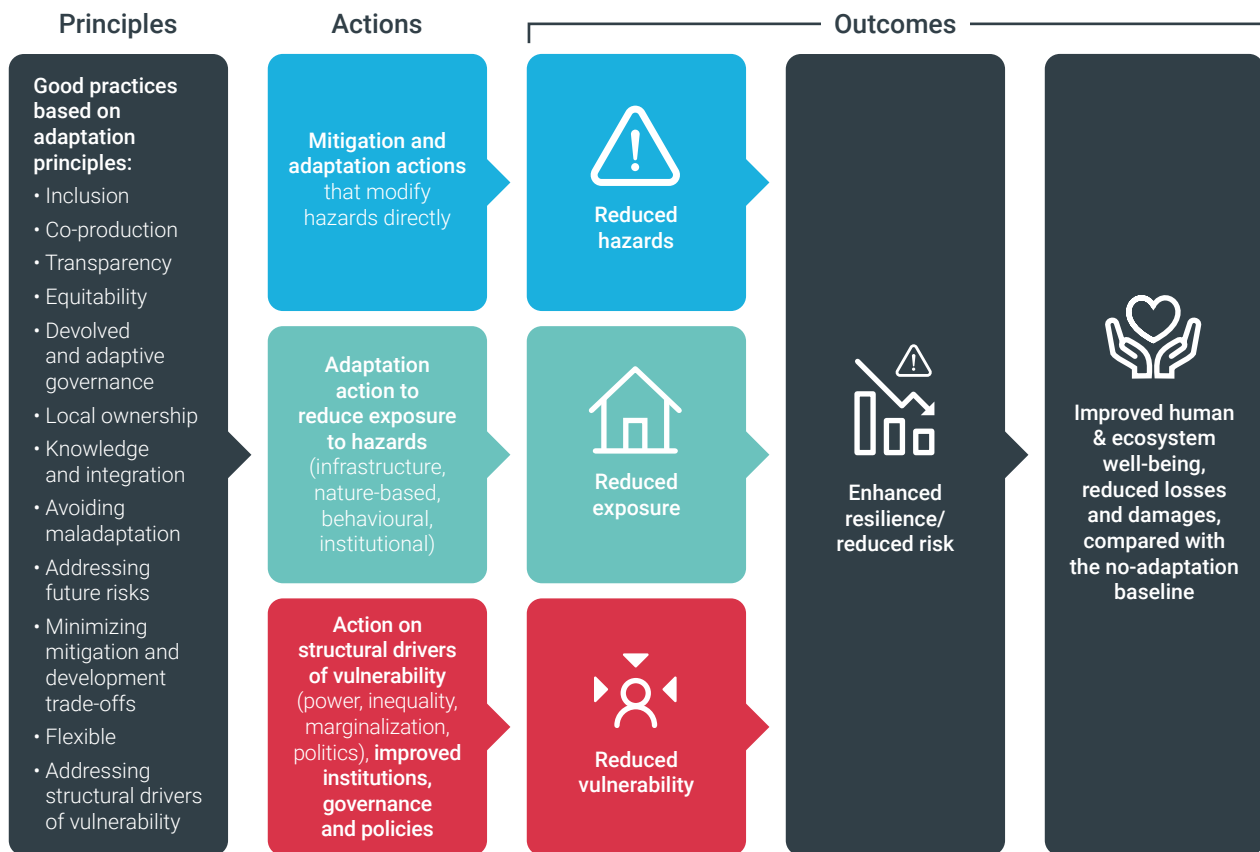 Principles
Actions
Outcomes
Good practices
based on
adaptation
principles:
• Inclusion
• Co-production
• Transparency
• Equitability
• Devolved
and adaptive
governance
• Local ownership
• Knowledge
and integration
• Avoiding
maladaptation
• Addressing
future risks
• Minimizing
mitigation and
development
trade-offs
• Flexible
• Addressing
structural drivers
of vulnerability
Mitigation and
adaptation actions
that modify
hazards directly
Adaptation
action to
reduce exposure
to hazards
(infrastructure,
nature-based,
behavioural,
institutional)
Action on
structural drivers
of vulnerability
(power, inequality,
marginalization,
politics), improved
institutions,
governance
and policies
Reduced
hazards
Reduced
exposure
Reduced
vulnerability
Enhanced
resilience/
reduced risk
Improved human
& ecosystem
well-being,
reduced losses
and damages,
compared with
the no-adaptation
baseline